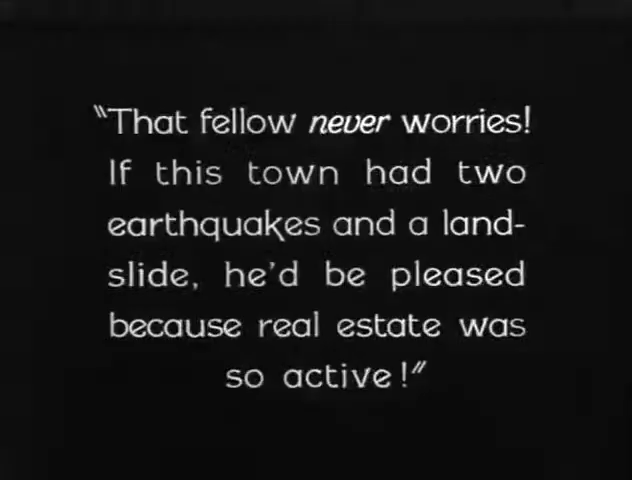 "That fellow never worries!
If this town had two
earthquakes and a land-
slide, he'd be pleased
because real estate was
so active!"